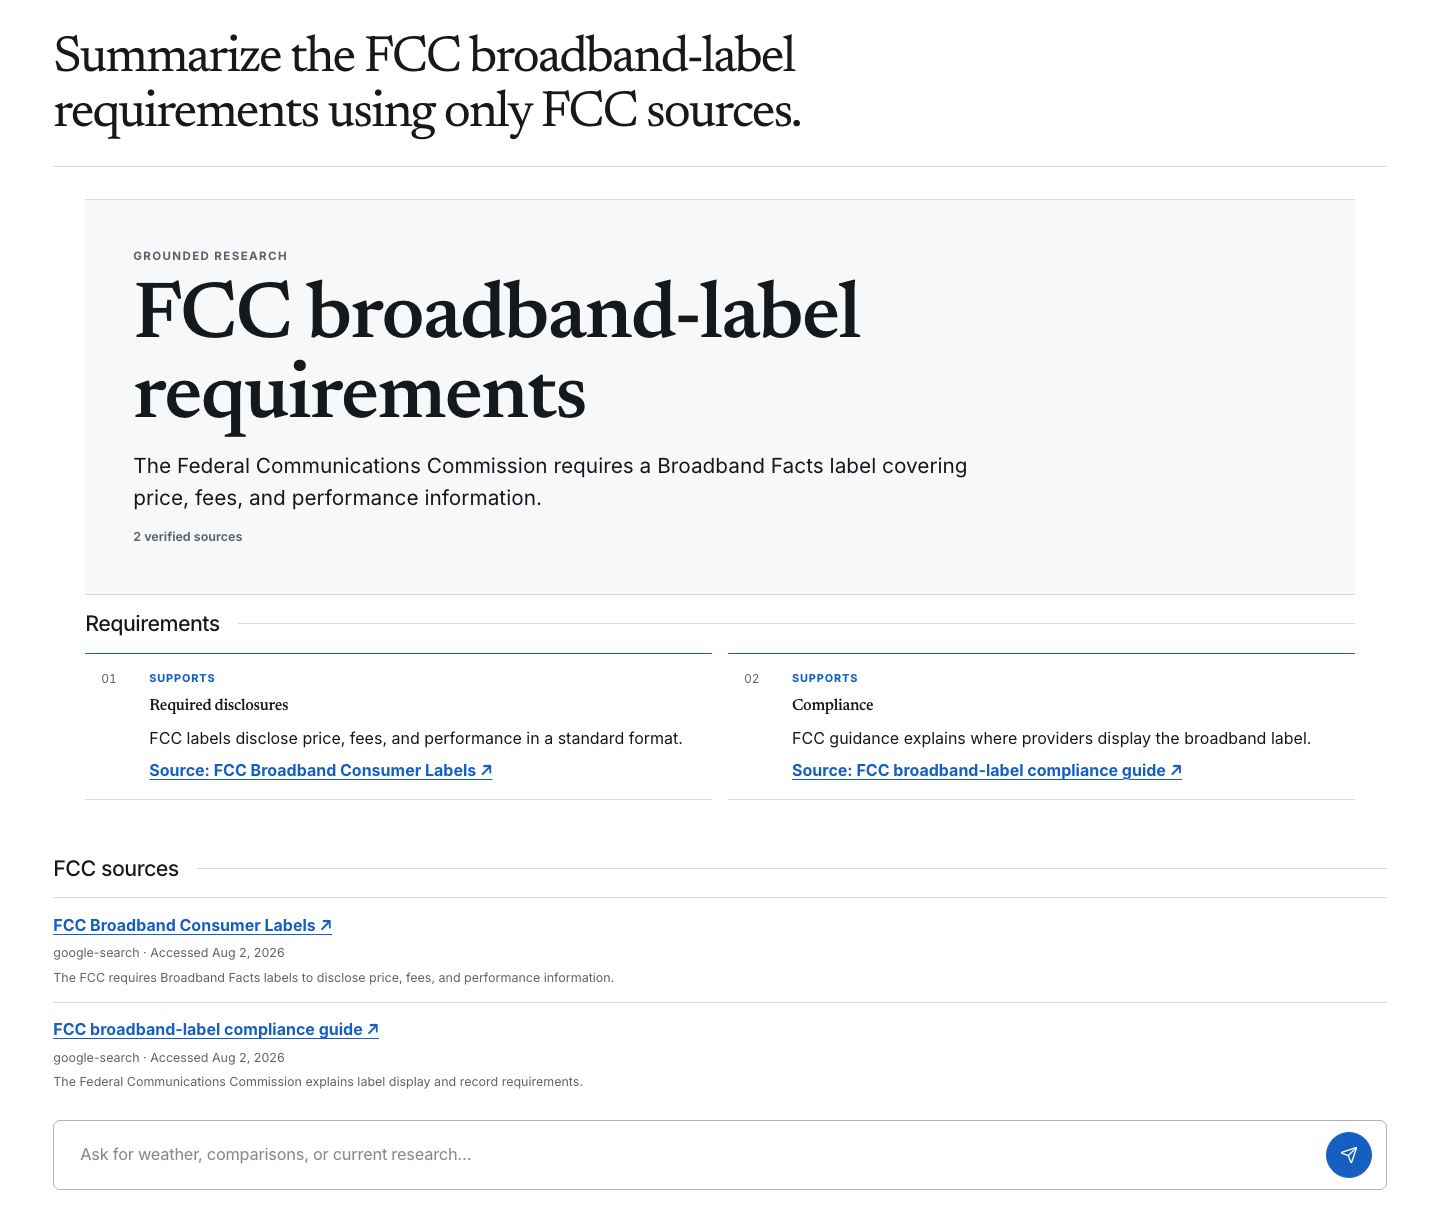 Summarize the FCC broadband-label
requirements using only FCC sources.
GROUNDED RESEARCH
FCC broadband-label
requirements
The Federal Communications Commission requires a Broadband Facts label covering
price, fees, and performance information.
2 verified sources
Requirements
01
SUPPORTS
Required disclosures
FCC labels disclose price, fees, and performance in a standard format.
Source: FCC Broadband Consumer Labels ↗
02
SUPPORTS
Compliance
FCC guidance explains where providers display the broadband label.
Source: FCC broadband-label compliance guide ↗
FCC sources
FCC Broadband Consumer Labels ↗
google-search · Accessed Aug 2, 2026
The FCC requires Broadband Facts labels to disclose price, fees, and performance information.
FCC broadband-label compliance guide ↗
google-search · Accessed Aug 2, 2026
The Federal Communications Commission explains label display and record requirements.
Ask for weather, comparisons, or current research...